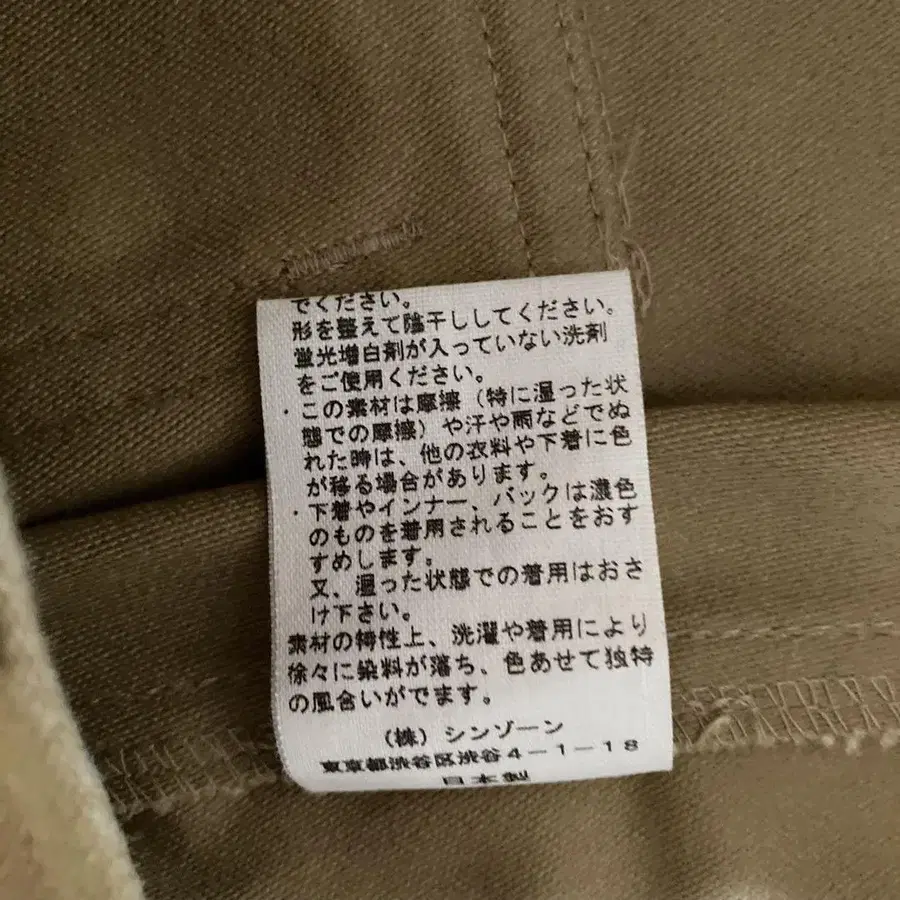 でください。
形を整えて陰干ししてください。
蛍光増白剤が入っていない洗剤
をご使用ください。
・この素材は摩擦（特に湿った状
態での摩擦）や汗や雨などでぬ
れた時は、他の衣料や下着に色
が移る場合があります。
・下着やインナー、バックは濃色
のものを着用されることをおす
すめします。
又、湿った状態での着用はおさ
け下さい。
素材の特性上、洗濯や着用により
徐々に染料が落ち、色あせて独特
の風合いがでます。
（株）シンゾーン
東京都渋谷区渋谷４－１－１８
日本製